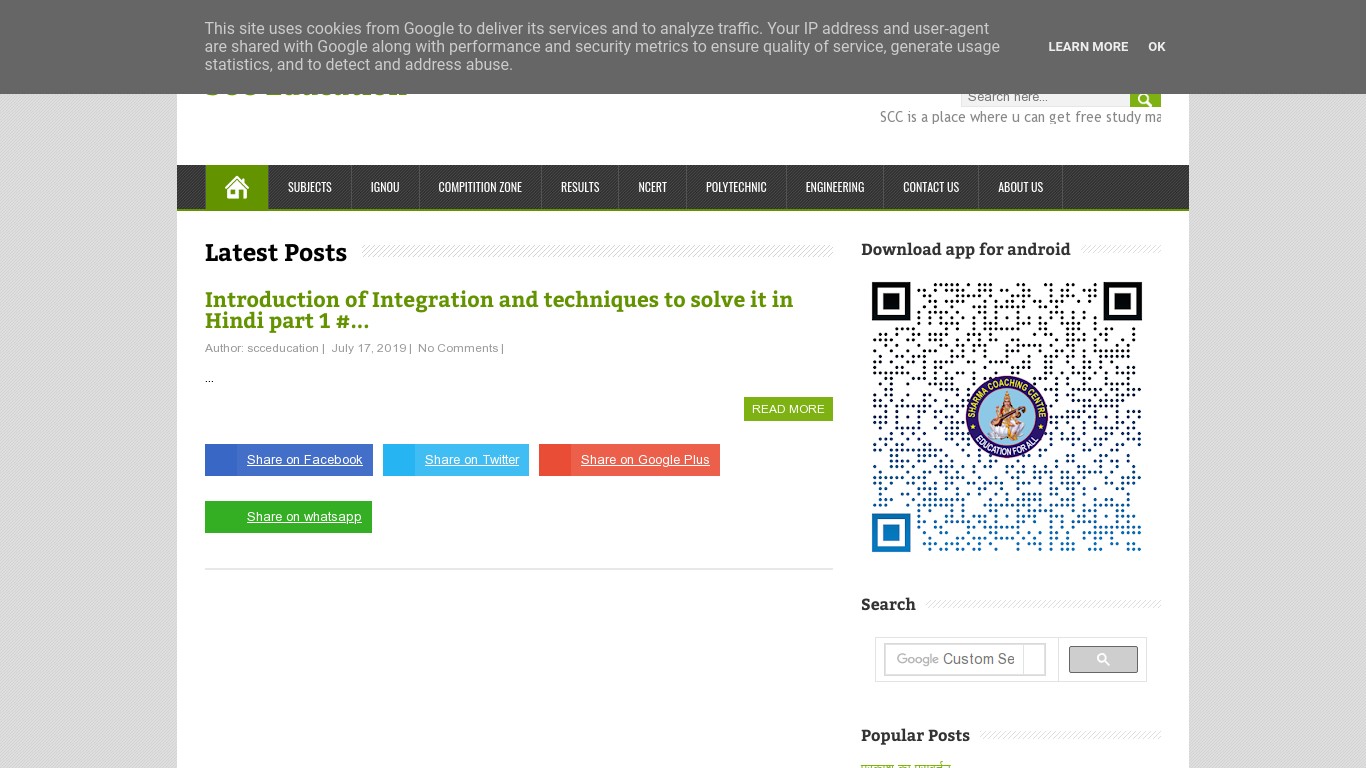 This site uses cookies from Google to deliver its services and to analyze traffic. Your IP address and user-agent
are shared with Google along with performance and security metrics to ensure quality of service, generate usage
statistics, and to detect and address abuse.
LEARN MORE
OK
Search here...
SCC is a place where u can get free study ma
SUBJECTS
IGNOU
COMPITITION ZONE
RESULTS
NCERT
POLYTECHNIC
ENGINEERING
CONTACT US
ABOUT US
Latest Posts
Introduction of Integration and techniques to solve it in
Hindi part 1 #...
Author: scceducation | July 17, 2019 | No Comments |
...
READ MORE
Share on Facebook
Share on Twitter
Share on Google Plus
Share on whatsapp
Download app for android
SHARMA COACHING CENTRE
EDUCATION FOR ALL
Search
Google Custom Se
Popular Posts